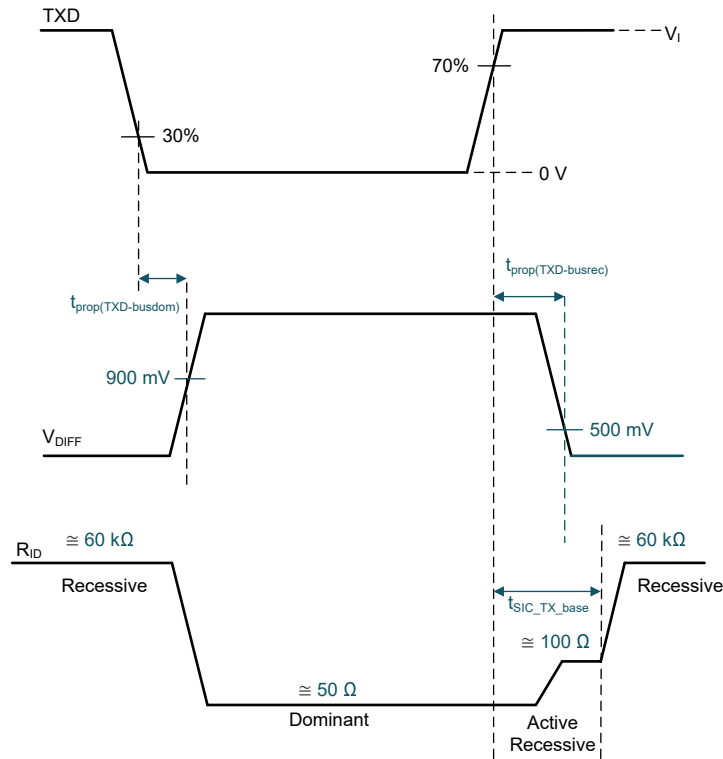 TXD
V_I
70%
30%
0 V
t_prop(TXD-busrec)
t_prop(TXD-busdom)
900 mV
500 mV
V_DIFF
≅ 60 kΩ
≅ 60 kΩ
R_ID
Recessive
Recessive
t_SIC_TX_base
≅ 100 Ω
≅ 50 Ω
Dominant
Active
Recessive